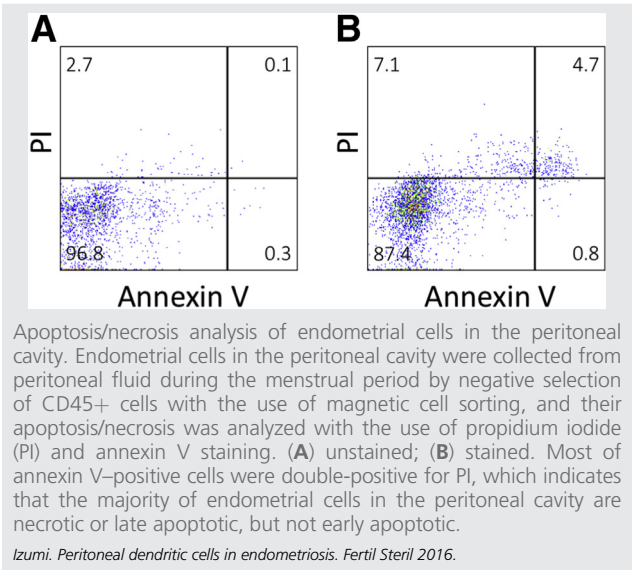 A
B
2.7
0.1
7.1
4.7
PI
PI
96.8
0.3
87.4
0.8
Annexin V
Annexin V
Apoptosis/necrosis analysis of endometrial cells in the peritoneal
cavity. Endometrial cells in the peritoneal cavity were collected from
peritoneal fluid during the menstrual period by negative selection
of CD45+ cells with the use of magnetic cell sorting, and their
apoptosis/necrosis was analyzed with the use of propidium iodide
(PI) and annexin V staining. (A) unstained; (B) stained. Most of
annexin V–positive cells were double-positive for PI, which indicates
that the majority of endometrial cells in the peritoneal cavity are
necrotic or late apoptotic, but not early apoptotic.
Izumi. Peritoneal dendritic cells in endometriosis. Fertil Steril 2016.